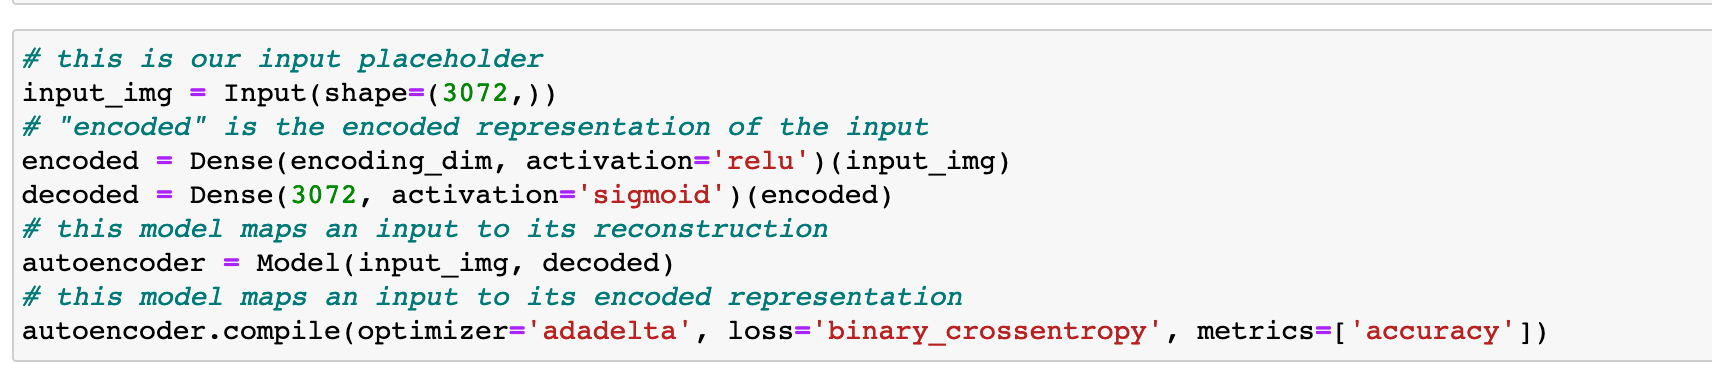 # this is our input placeholder
input_img = Input(shape=(3072,))
# "encoded" is the encoded representation of the input
encoded = Dense(encoding_dim, activation='relu')(input_img)
decoded = Dense(3072, activation='sigmoid')(encoded)
# this model maps an input to its reconstruction
autoencoder = Model(input_img, decoded)
# this model maps an input to its encoded representation
autoencoder.compile(optimizer='adadelta', loss='binary_crossentropy', metrics=['accuracy'])